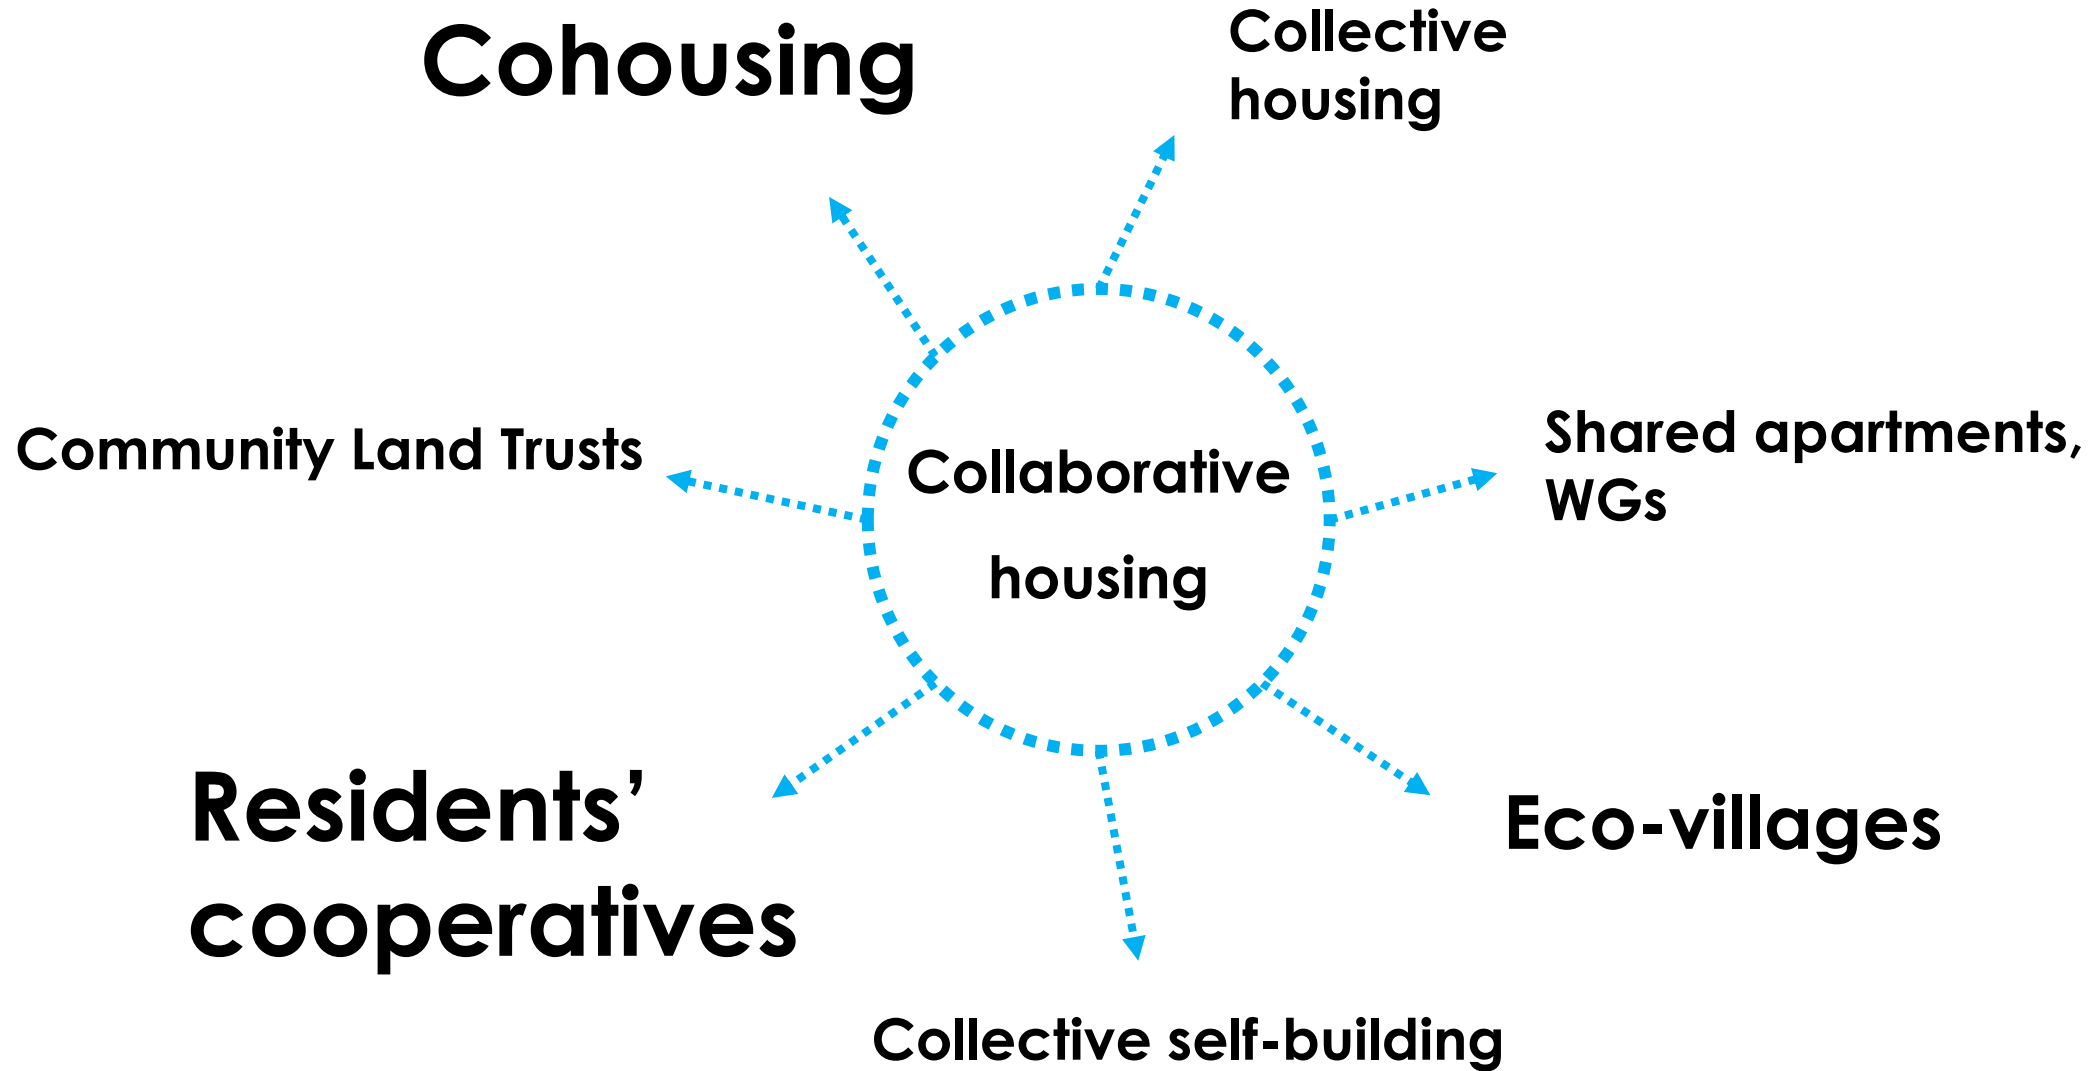 Cohousing
Collective
housing
Community Land Trusts
Collaborative
housing
Shared apartments,
WGs
Residents’
cooperatives
Eco-villages
Collective self-building